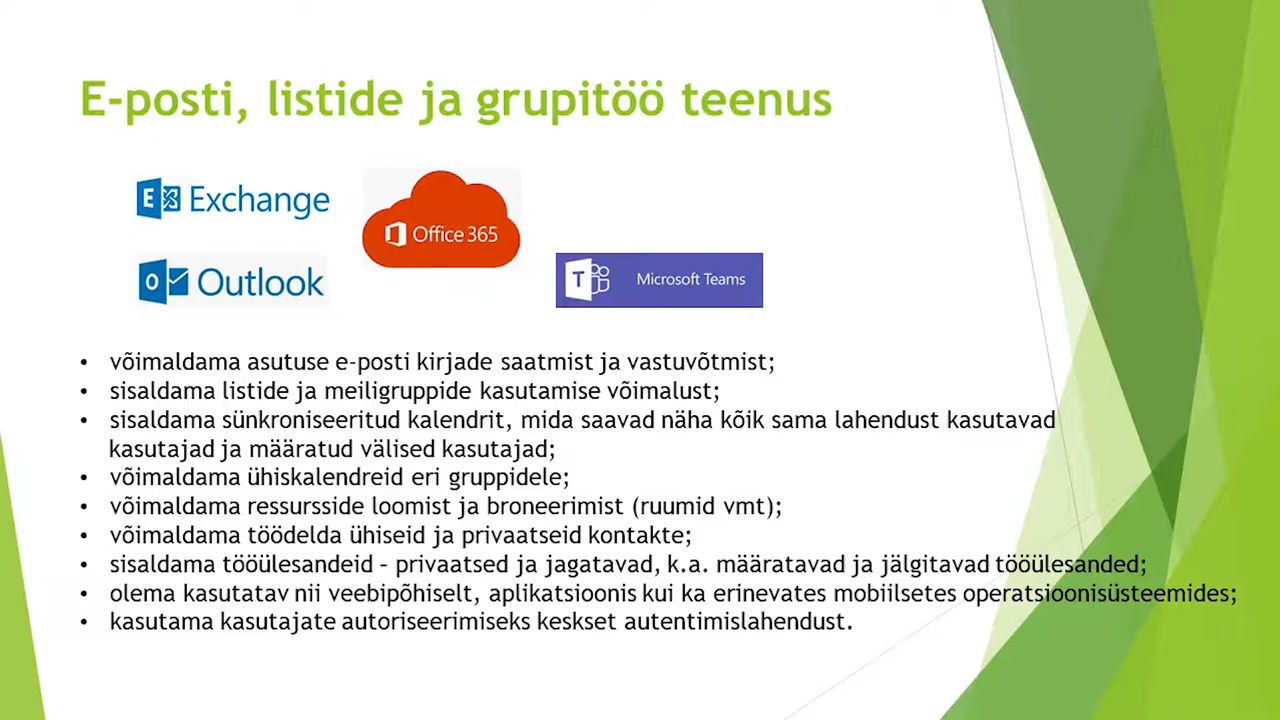 E-posti, listide ja grupitöö teenus
E Exchange
Office 365
O Outlook
T Microsoft Teams
• võimaldama asutuse e-posti kirjade saatmist ja vastuvõtmist;
• sisaldama listide ja meiligruppide kasutamise võimalust;
• sisaldama sünkroniseeritud kalendrit, mida saavad näha kõik sama lahendust kasutavad
kasutajad ja määratud välised kasutajad;
• võimaldama ühiskalendreid eri gruppidele;
• võimaldama ressursside loomist ja broneerimist (ruumid vmt);
• võimaldama töödelda ühiseid ja privaatseid kontakte;
• sisaldama tööülesandeid – privaatsed ja jagatavad, k.a. määratavad ja jälgitavad tööülesanded;
• olema kasutatav nii veebipõhiselt, aplikatsioonis kui ka erinevates mobiilsetes operatsioonisüsteemides;
• kasutama kasutajate autoriseerimiseks keskset autentimislahendust.